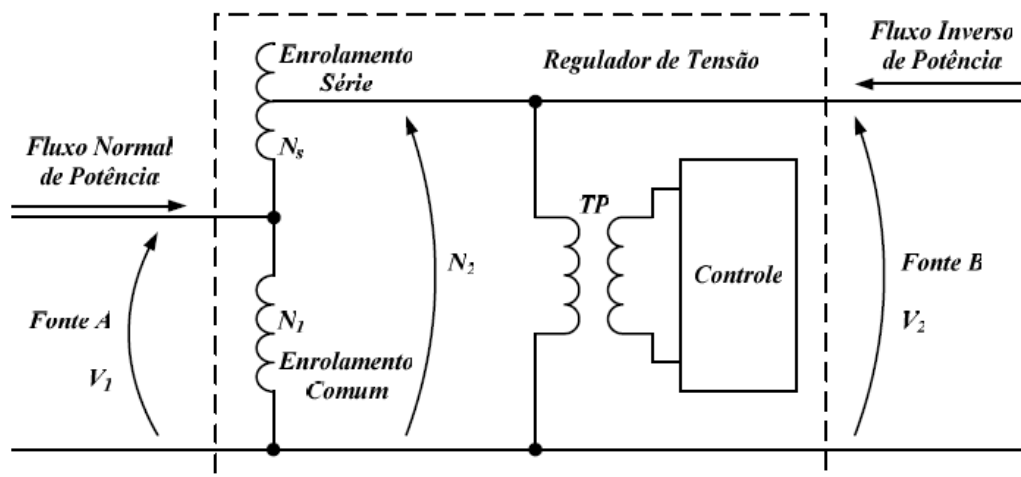 Enrolamento
Série
Regulador de Tensão
Fluxo Inverso
de Potência
Fluxo Normal
de Potência
Ns
TP
Fonte A
V1
N1
Enrolamento
Comum
N2
Controle
Fonte B
V2